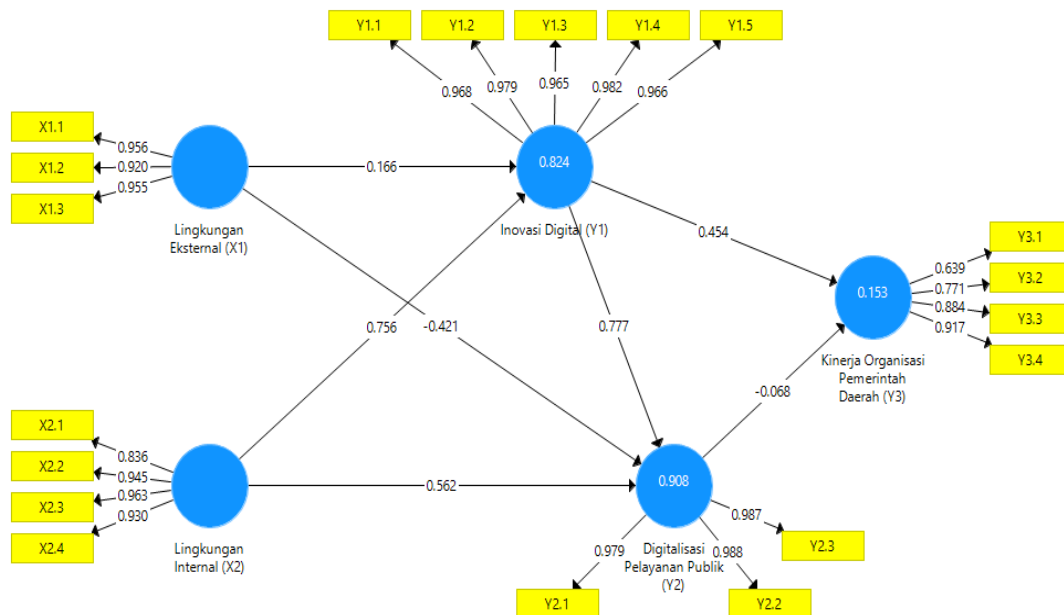 Y1.1
Y1.2
Y1.3
Y1.4
Y1.5
0.968
0.979
0.965
0.982
0.966
X1.1
X1.2
X1.3
0.956
0.920
0.955
Lingkungan
Eksternal (X1)
0.166
0.824
Inovasi Digital (Y1)
0.454
0.756
-0.421
0.777
0.153
Kinerja Organisasi
Pemerintah
Daerah (Y3)
0.639
0.771
0.884
0.917
Y3.1
Y3.2
Y3.3
Y3.4
-0.068
X2.1
X2.2
X2.3
X2.4
0.836
0.945
0.963
0.930
Lingkungan
Internal (X2)
0.562
0.908
Digitalisasi
Pelayanan Publik
(Y2)
0.979
0.988
0.987
Y2.1
Y2.2
Y2.3